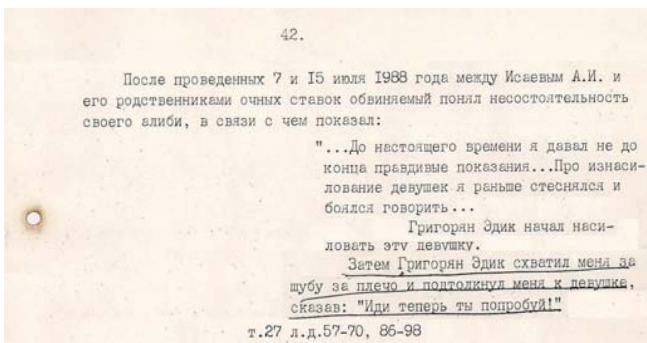 42.
После проведенных 7 и I5 июля I988 года между Исаевым А.И. и
его родственниками очных ставок обвиняемый понял несостоятельность
своего алиби, в связи с чем показал:
"...До настоящего времени я давал не до
конца правдивые показания...Про изнаси-
лование девушек я раньше стеснялся и
боялся говорить...
Григорян Эдик начал наси-
ловать эту девушку.
Затем Григорян Эдик схватил меня за
шубу за плечо и подтолкнул меня к девушке,
сказав: "Иди теперь ты попробуй!"
т.27 л.д.57-70, 86-98